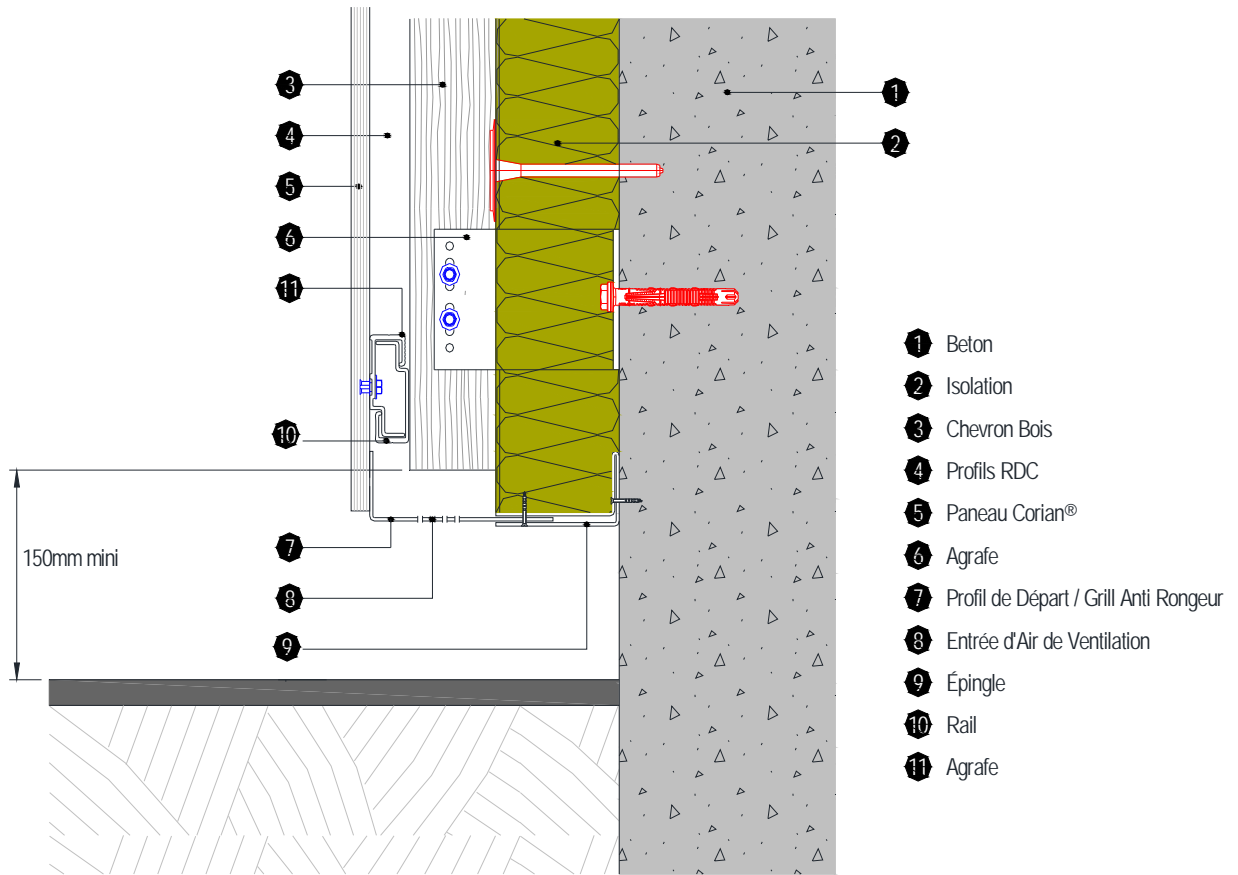 3
4
5
6
11
10
7
8
9
1
2
150mm mini
1 Beton
2 Isolation
3 Chevron Bois
4 Profils RDC
5 Paneau Corian®
6 Agrafe
7 Profil de Départ / Grill Anti Rongeur
8 Entrée d'Air de Ventilation
9 Épingle
10 Rail
11 Agrafe